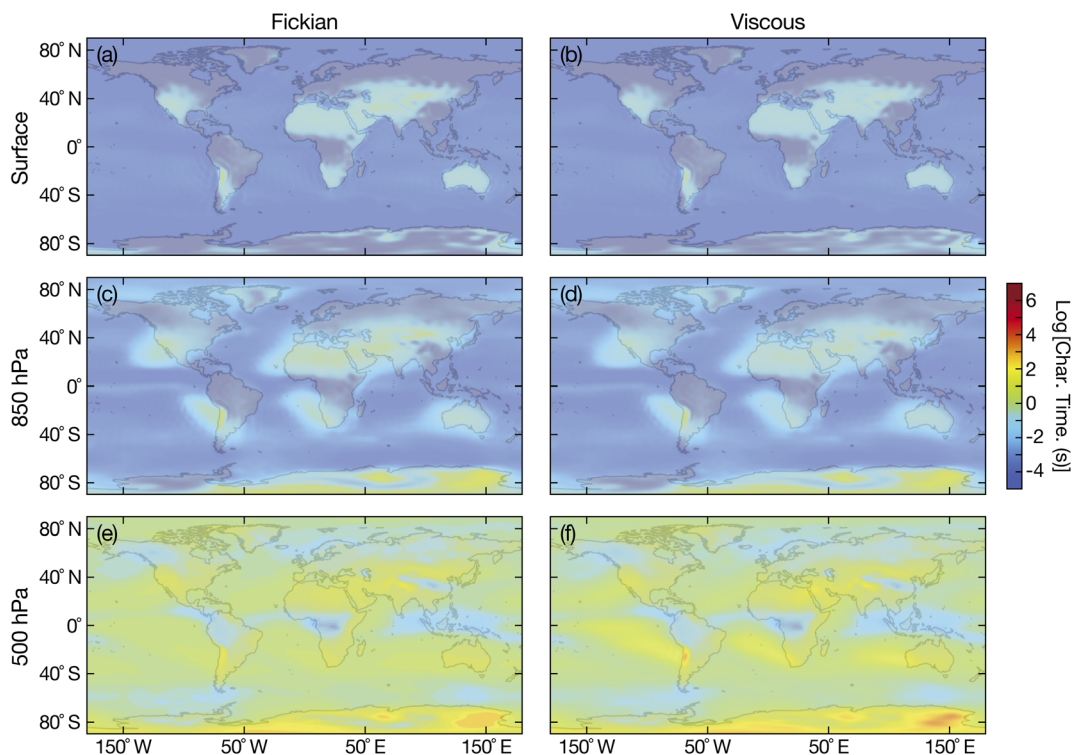 Fickian
Viscous
Surface
80° N
40° N
0°
40° S
80° S
(a)
(b)
850 hPa
80° N
40° N
0°
40° S
80° S
(c)
(d)
500 hPa
80° N
40° N
0°
40° S
80° S
(e)
(f)
150° W
50° W
50° E
150° E
150° W
50° W
50° E
150° E
6
4
2
0
-2
-4
Log[Char. Time. (s)]